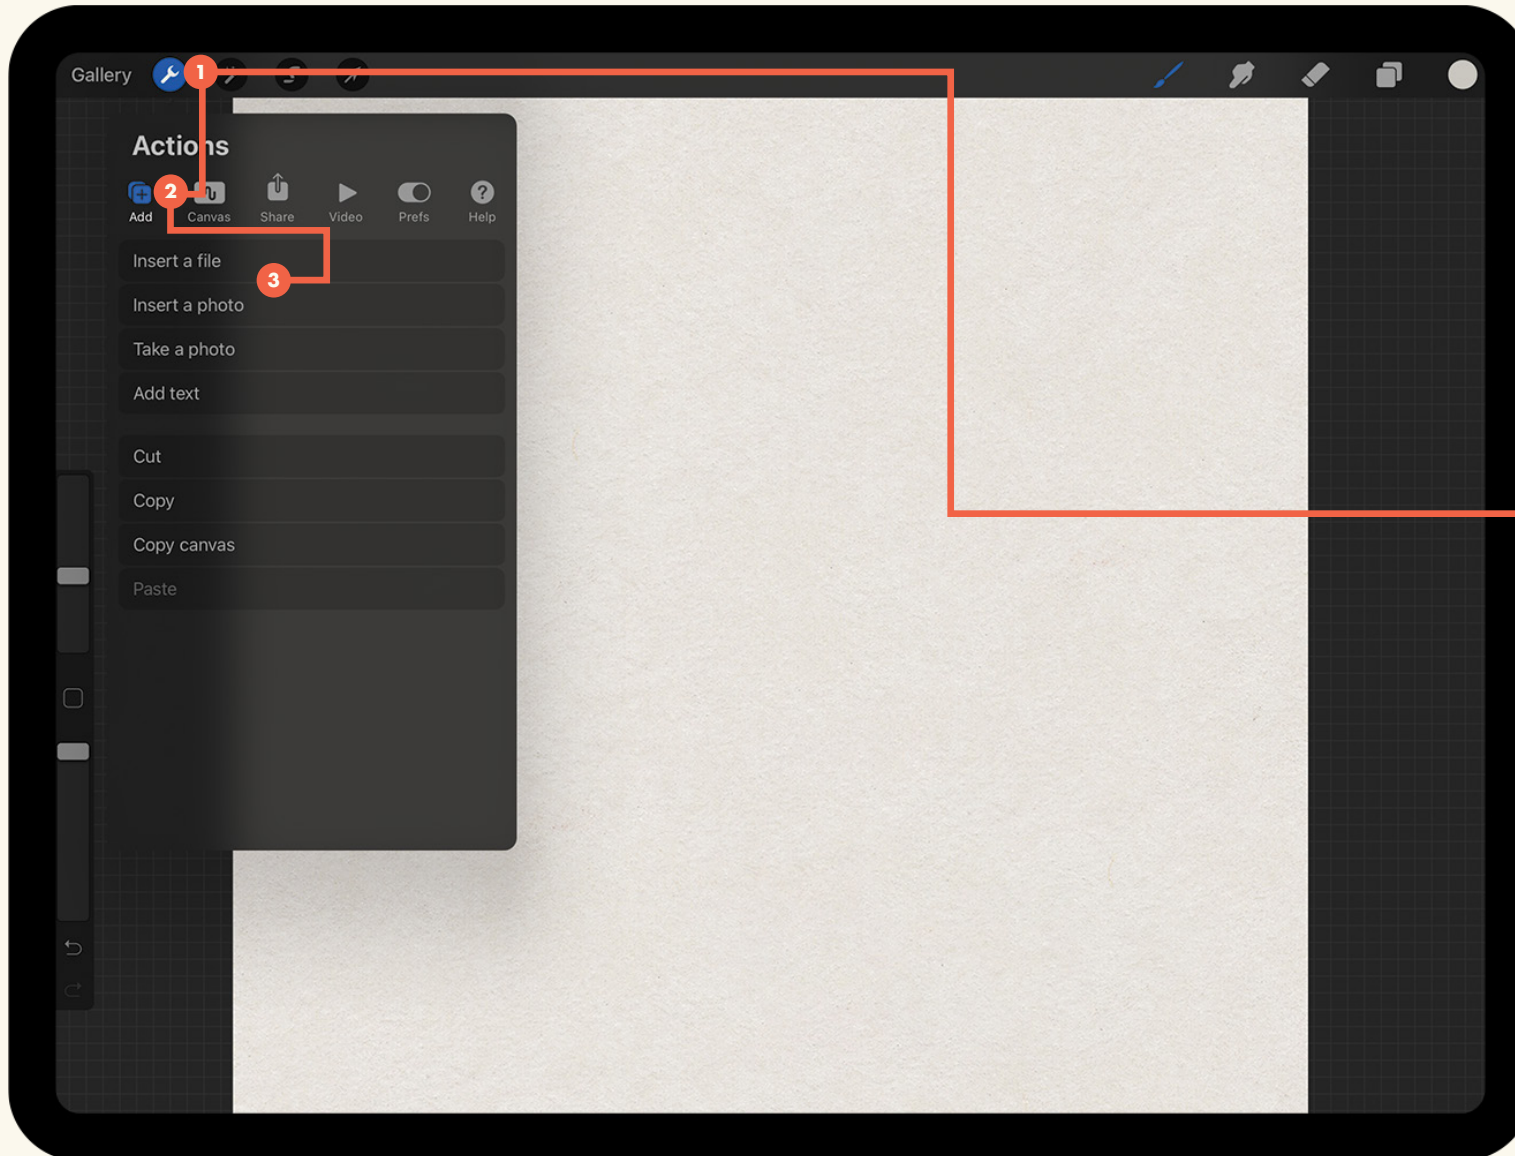 Gallery
1
Actions
2
Add Canvas Share Video Prefs Help
Insert a file
3
Insert a photo
Take a photo
Add text
Cut
Copy
Copy canvas
Paste